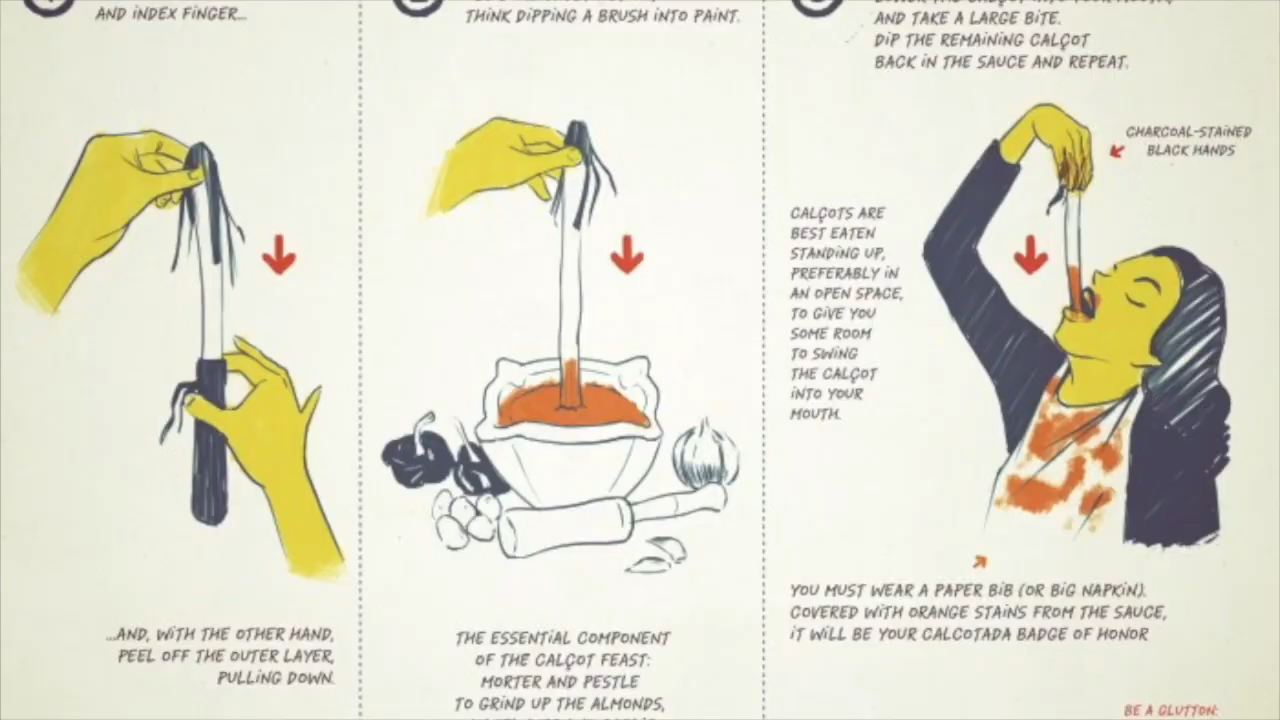 AND INDEX FINGER...
...AND, WITH THE OTHER HAND,
PEEL OFF THE OUTER LAYER,
PULLING DOWN.
THINK DIPPING A BRUSH INTO PAINT.
THE ESSENTIAL COMPONENT
OF THE CALÇOT FEAST:
MORTER AND PESTLE
TO GRIND UP THE ALMONDS,
AND TAKE A LARGE BITE.
DIP THE REMAINING CALÇOT
BACK IN THE SAUCE AND REPEAT.
CHARCOAL-STAINED
BLACK HANDS
CALÇOTS ARE
BEST EATEN
STANDING UP,
PREFERABLY IN
AN OPEN SPACE,
TO GIVE YOU
SOME ROOM
TO SWING
THE CALÇOT
INTO YOUR
MOUTH.
YOU MUST WEAR A PAPER BIB (OR BIG NAPKIN).
COVERED WITH ORANGE STAINS FROM THE SAUCE,
IT WILL BE YOUR CALCOTADA BADGE OF HONOR
BE A GLUTTON: